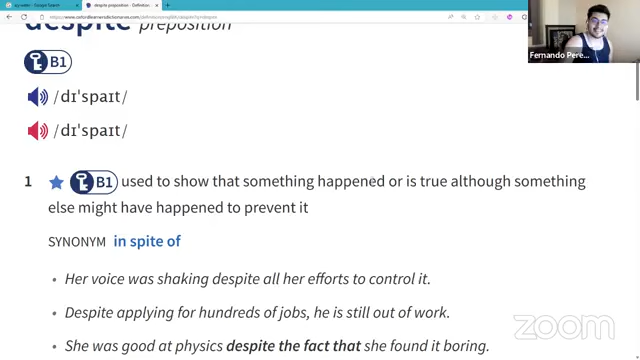 despite preposition - Definition
despite preposition
B1
/dɪˈspaɪt/
/dɪˈspaɪt/
1 B1 used to show that something happened or is true although something
else might have happened to prevent it
SYNONYM in spite of
• Her voice was shaking despite all her efforts to control it.
• Despite applying for hundreds of jobs, he is still out of work.
• She was good at physics despite the fact that she found it boring.
Fernando Pere...
zoom